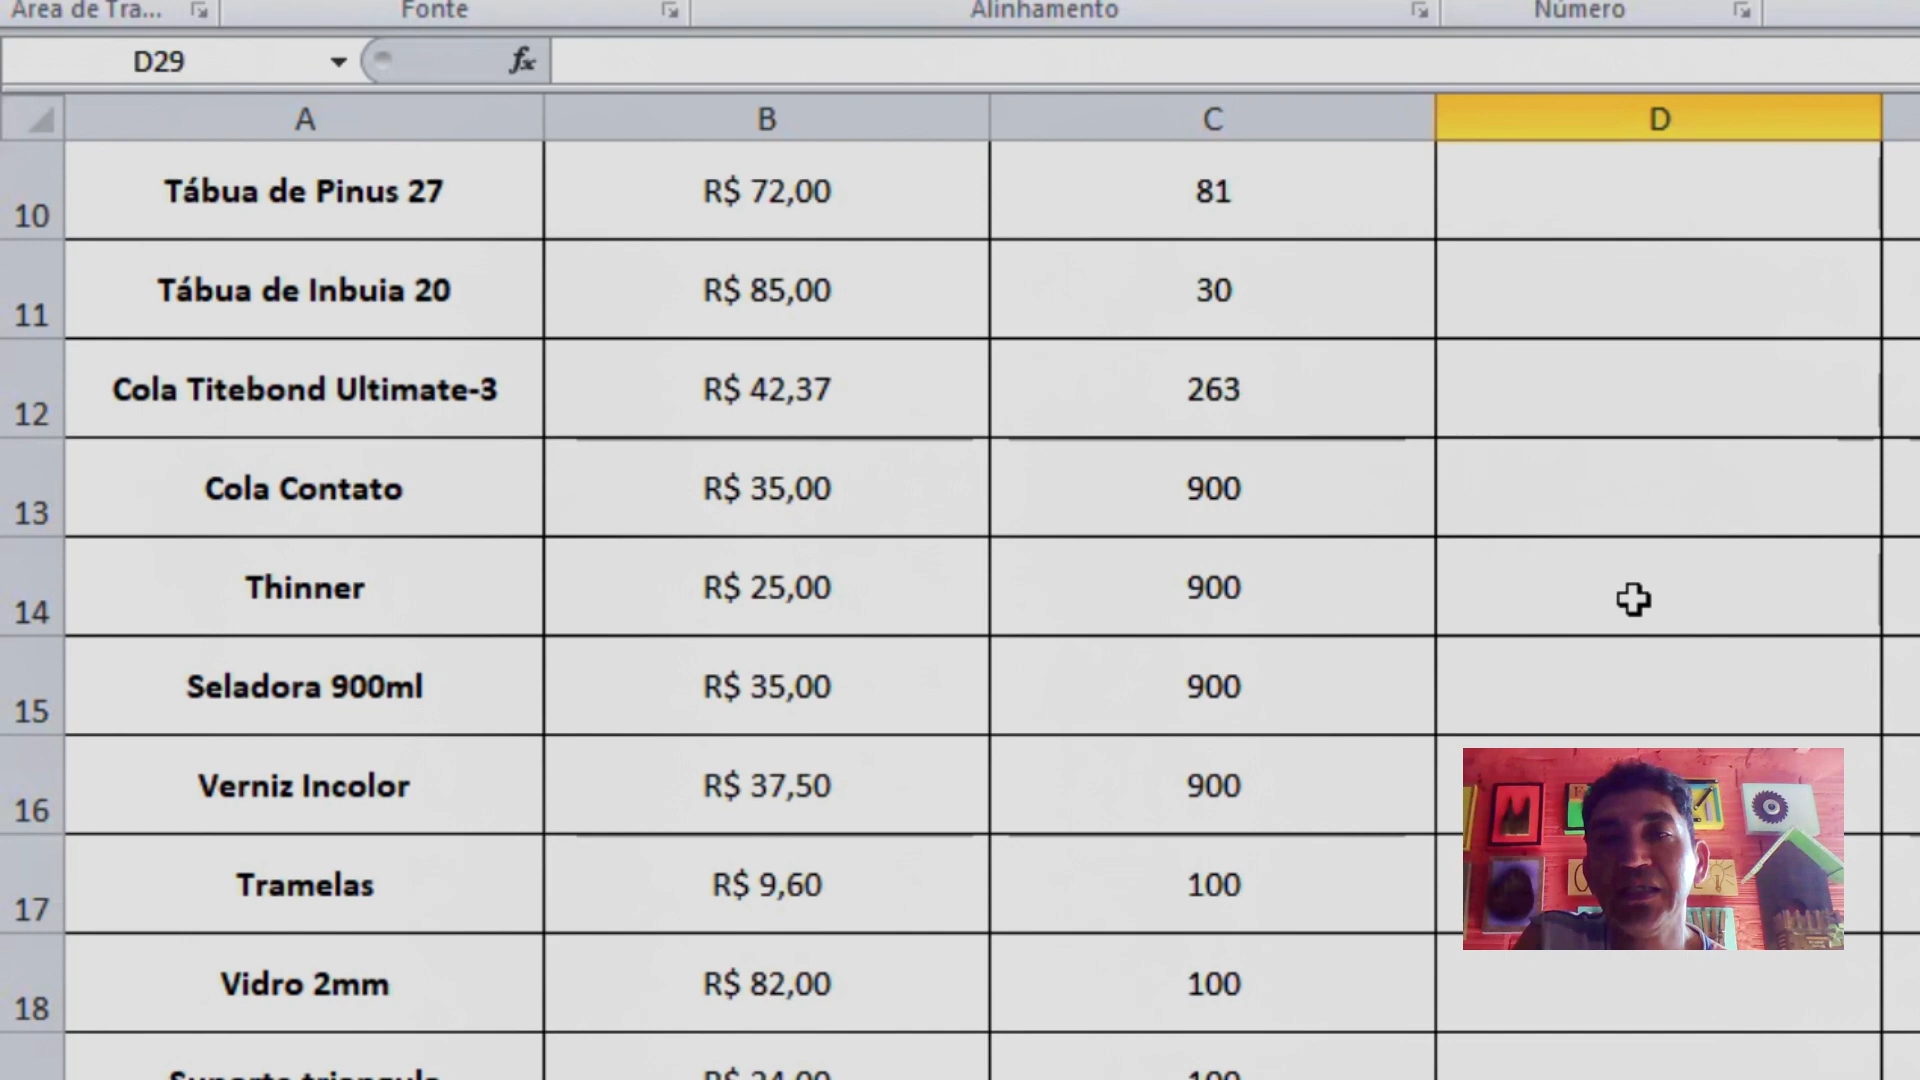 Área de Tra... Fonte Alinhamento Número
D29 fx
A B C D
10 Tábua de Pinus 27 R$ 72,00 81
11 Tábua de Inbuia 20 R$ 85,00 30
12 Cola Titebond Ultimate-3 R$ 42,37 263
13 Cola Contato R$ 35,00 900
14 Thinner R$ 25,00 900
15 Seladora 900ml R$ 35,00 900
16 Verniz Incolor R$ 37,50 900
17 Tramelas R$ 9,60 100
18 Vidro 2mm R$ 82,00 100
Suporte triangulo R$ 24,00 100